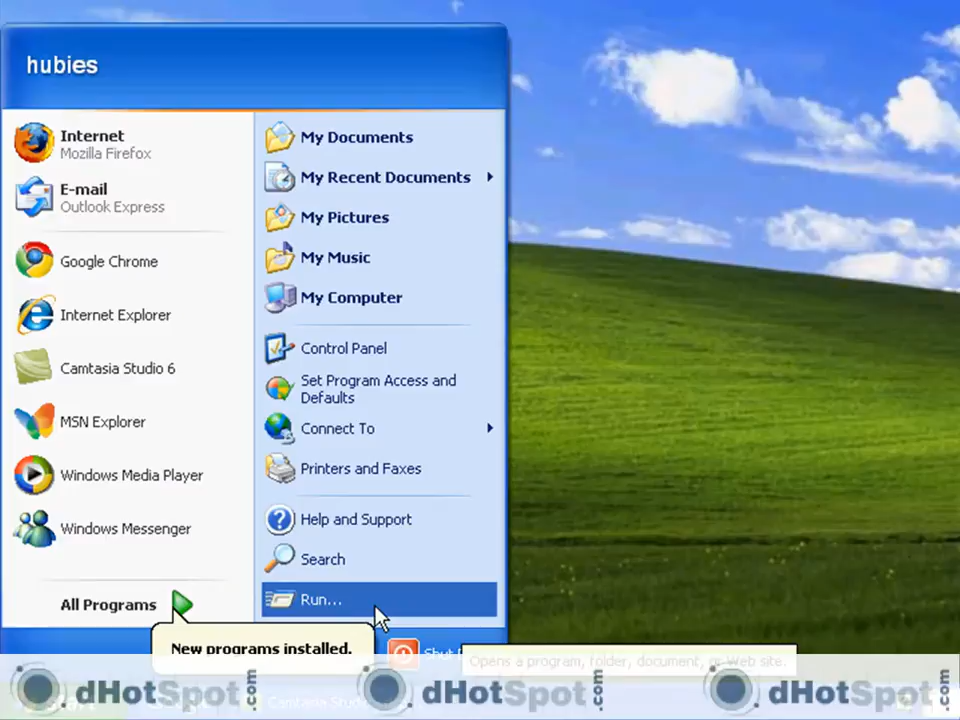 hubies
Internet
Mozilla Firefox
E-mail
Outlook Express
Google Chrome
Internet Explorer
Camtasia Studio 6
MSN Explorer
Windows Media Player
Windows Messenger
All Programs
My Documents
My Recent Documents
My Pictures
My Music
My Computer
Control Panel
Set Program Access and
Defaults
Connect To
Printers and Faxes
Help and Support
Search
Run...
New programs installed.
Shut
Opens a program, folder, document, or Web site.
dHotSpot.com dHotSpot.com dHotSpot.com
Camtasia Studio